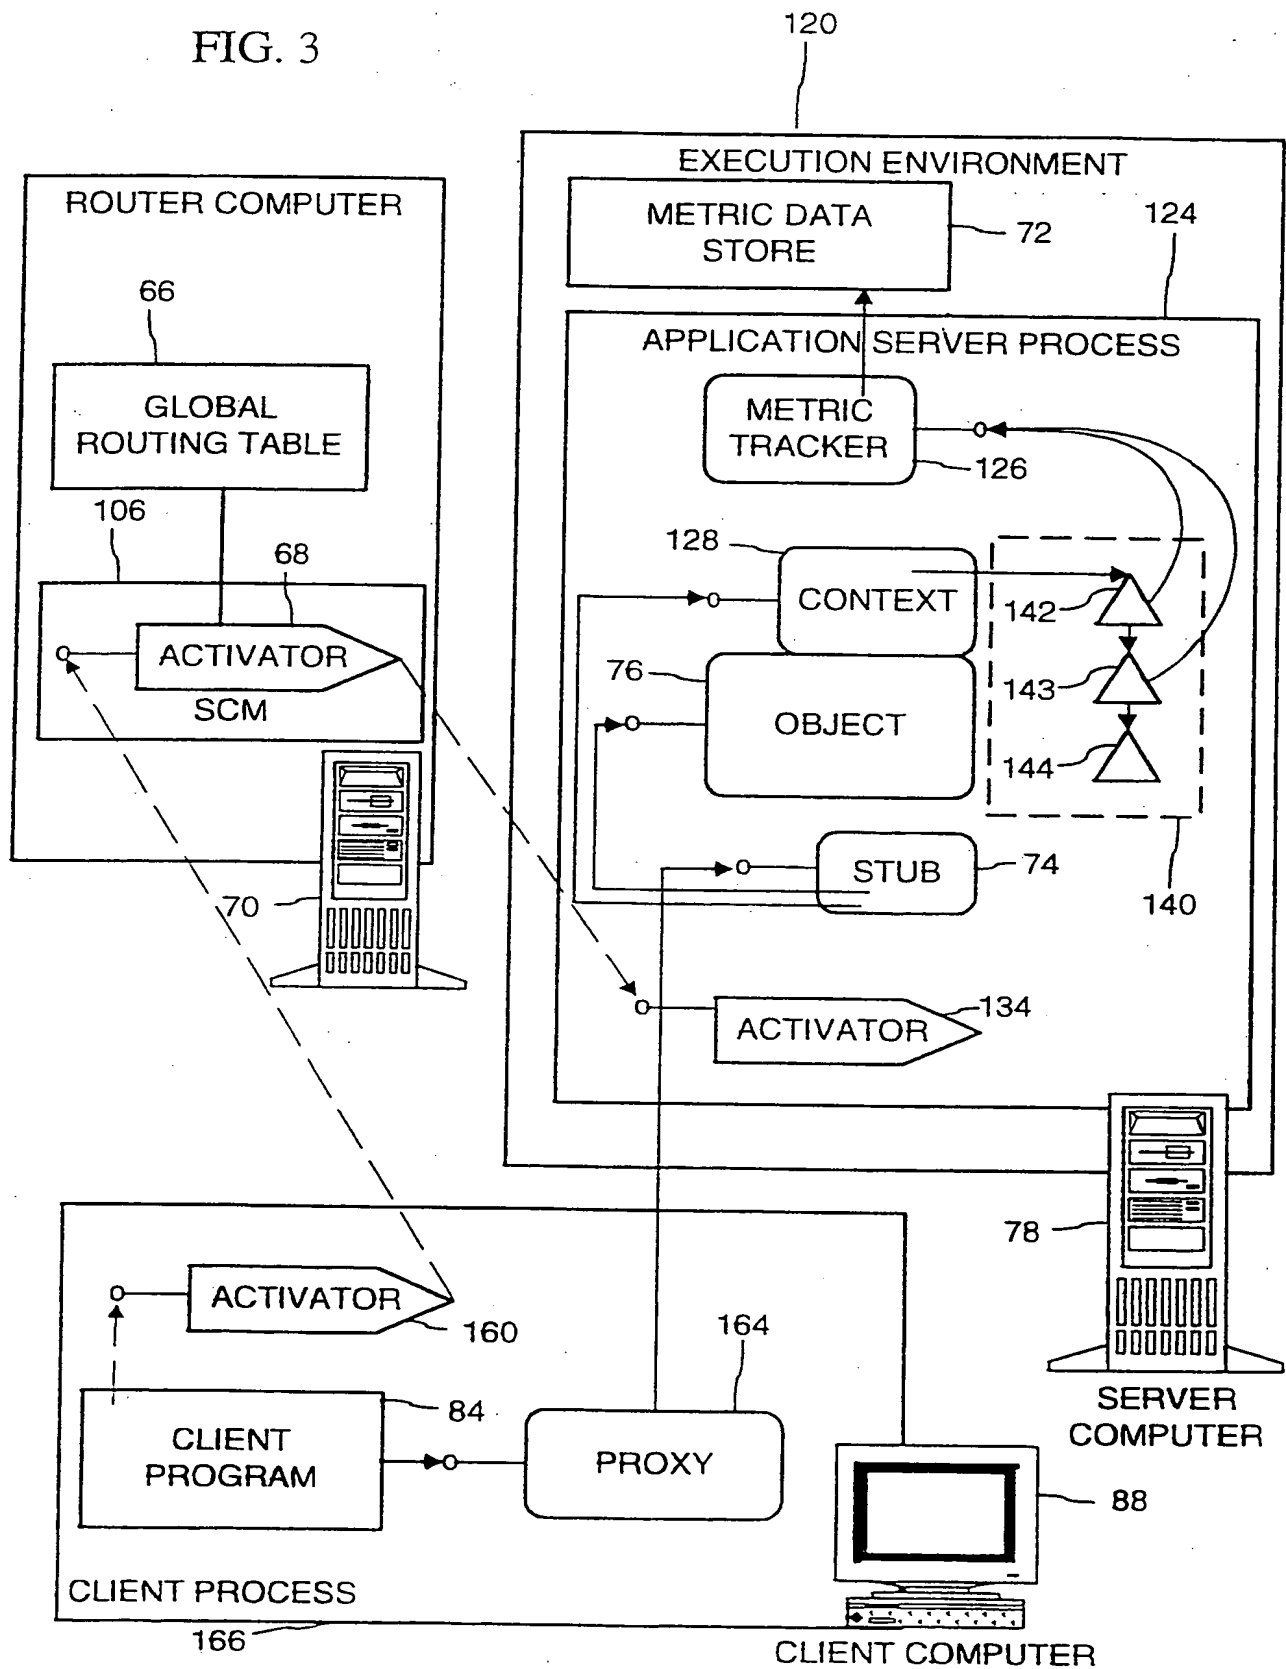 FIG. 3
120
EXECUTION ENVIRONMENT
ROUTER COMPUTER
METRIC DATA
STORE
72
124
66
APPLICATION SERVER PROCESS
GLOBAL
ROUTING TABLE
METRIC
TRACKER
126
106
68
128
CONTEXT
142
ACTIVATOR
SCM
76
OBJECT
143
144
STUB
74
140
70
ACTIVATOR
134
78
ACTIVATOR
160
164
SERVER
COMPUTER
84
CLIENT
PROGRAM
PROXY
88
CLIENT PROCESS
166
CLIENT COMPUTER